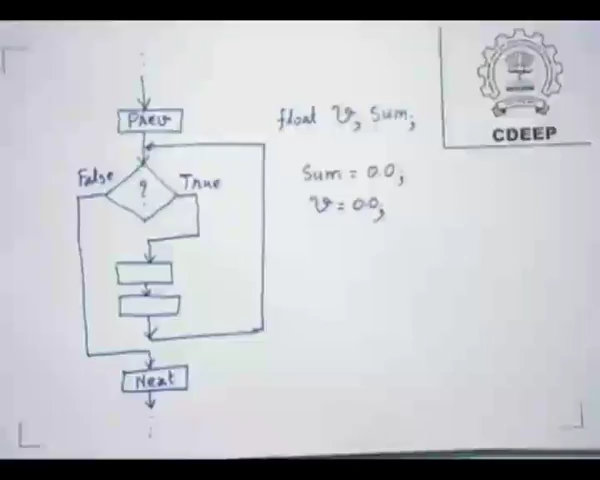 Prev
False
?
True
Next
float V, Sum;
Sum = 0.0;
V = 0.0;
CDEEP